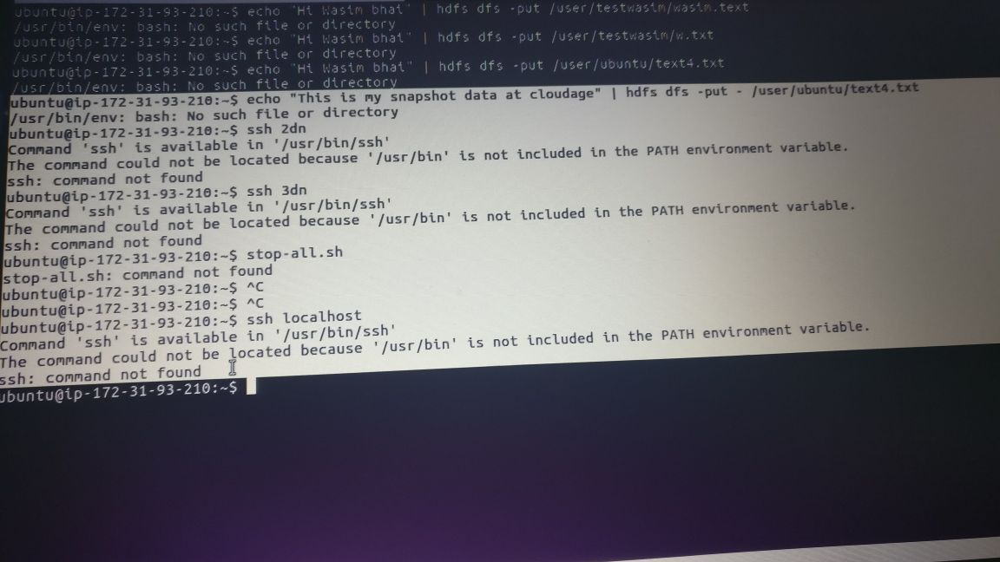 ubuntu@ip-172-31-93-210:~$ echo "Hi Wasim bhai" | hdfs dfs -put /user/testwasim/wasim.text
/usr/bin/env: bash: No such file or directory
ubuntu@ip-172-31-93-210:~$ echo "Hi Wasim bhai" | hdfs dfs -put /user/testwasim/w.txt
/usr/bin/env: bash: No such file or directory
ubuntu@ip-172-31-93-210:~$ echo "Hi Wasim bhai" | hdfs dfs -put /user/ubuntu/text4.txt
/usr/bin/env: bash: No such file or directory
ubuntu@ip-172-31-93-210:~$ echo "This is my snapshot data at cloudage" | hdfs dfs -put - /user/ubuntu/text4.txt
/usr/bin/env: bash: No such file or directory
ubuntu@ip-172-31-93-210:~$ ssh 2dn
Command 'ssh' is available in '/usr/bin/ssh'
The command could not be located because '/usr/bin' is not included in the PATH environment variable.
ssh: command not found
ubuntu@ip-172-31-93-210:~$ ssh 3dn
Command 'ssh' is available in '/usr/bin/ssh'
The command could not be located because '/usr/bin' is not included in the PATH environment variable.
ssh: command not found
ubuntu@ip-172-31-93-210:~$ stop-all.sh
stop-all.sh: command not found
ubuntu@ip-172-31-93-210:~$ ^C
ubuntu@ip-172-31-93-210:~$ ^C
ubuntu@ip-172-31-93-210:~$ ssh localhost
Command 'ssh' is available in '/usr/bin/ssh'
The command could not be located because '/usr/bin' is not included in the PATH environment variable.
ssh: command not found
ubuntu@ip-172-31-93-210:~$